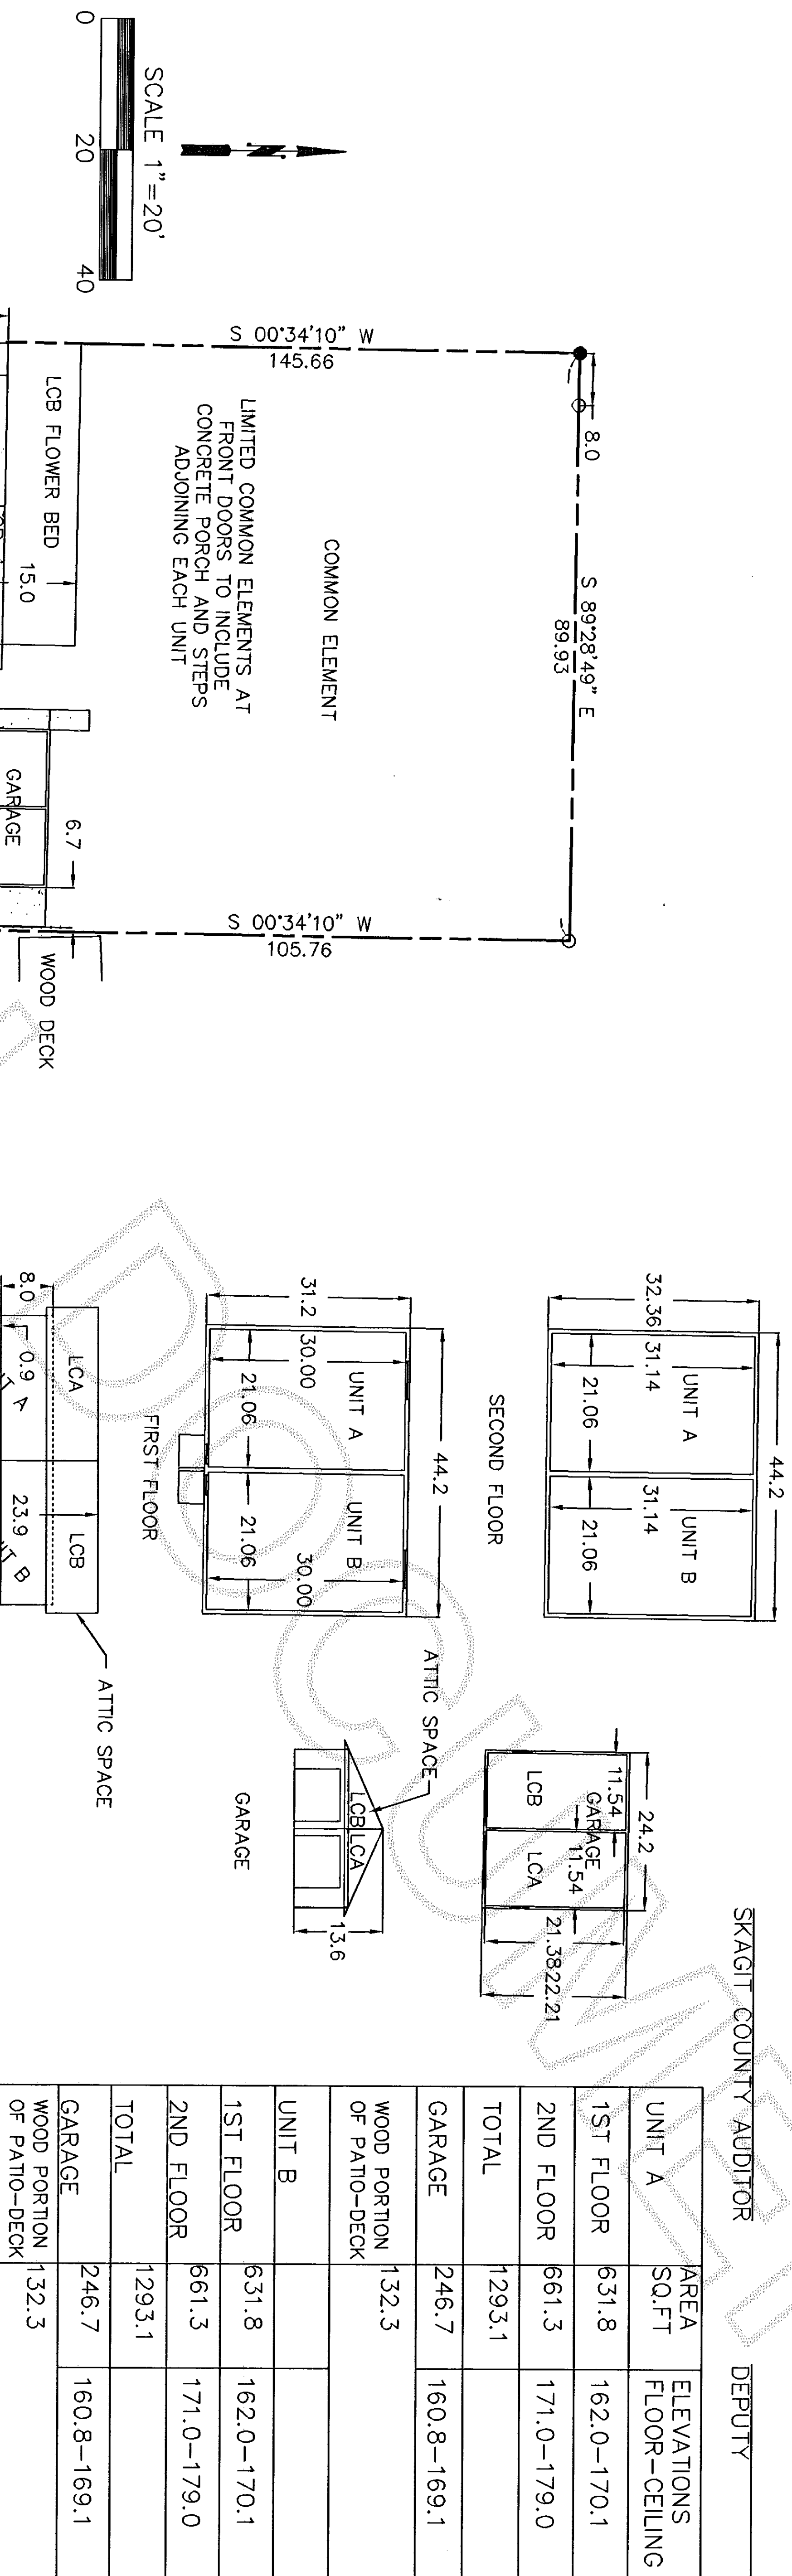 SKAGIT COUNTY AUDITOR
DEPUTY
0
20
40
SCALE 1"=20'
N
S 00°34'10" W
145.66
8.0
S 89°28'49" E
89.93
S 00°34'10" W
105.76
COMMON ELEMENT
LIMITED COMMON ELEMENTS AT
FRONT DOORS TO INCLUDE
CONCRETE PORCH AND STEPS
ADJOINING EACH UNIT
LCB FLOWER BED
15.0
GARAGE
6.7
WOOD DECK
44.2
32.36
31.14
UNIT A
21.06
31.14
UNIT B
21.06
SECOND FLOOR
44.2
31.2
30.00
UNIT A
21.06
UNIT B
21.06
30.00
FIRST FLOOR
8.0
LCA
LCB
0.9
23.9
UNIT A
UNIT B
ATTIC SPACE
24.2
11.54
GARAGE
11.54
LCB
LCA
21.38
22.21
ATTIC SPACE
LCB
LCA
13.6
GARAGE
UNIT A
AREA
SQ.FT
ELEVATIONS
FLOOR-CEILING
1ST FLOOR 631.8 162.0-170.1
2ND FLOOR 661.3 171.0-179.0
TOTAL 1293.1
GARAGE 246.7 160.8-169.1
WOOD PORTION
OF PATIO-DECK 132.3
UNIT B
1ST FLOOR 631.8 162.0-170.1
2ND FLOOR 661.3 171.0-179.0
TOTAL 1293.1
GARAGE 246.7 160.8-169.1
WOOD PORTION
OF PATIO-DECK 132.3